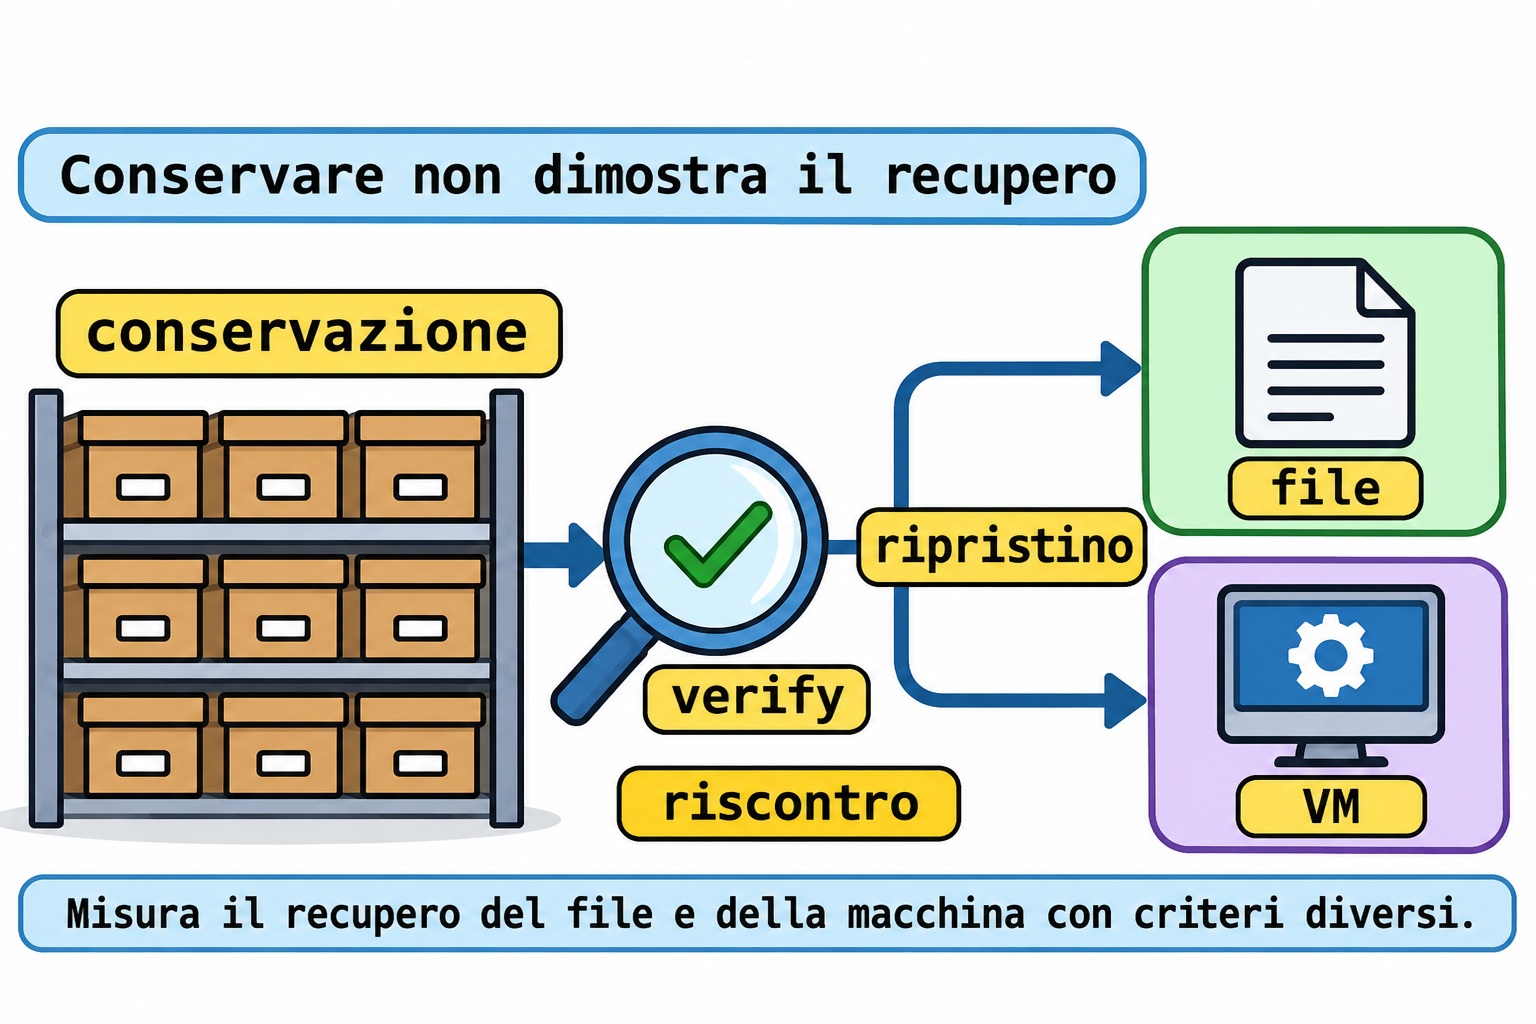 Conservare non dimostra il recupero
conservazione
file
ripristino
verify
VM
riscontro
Misura il recupero del file e della macchina con criteri diversi.